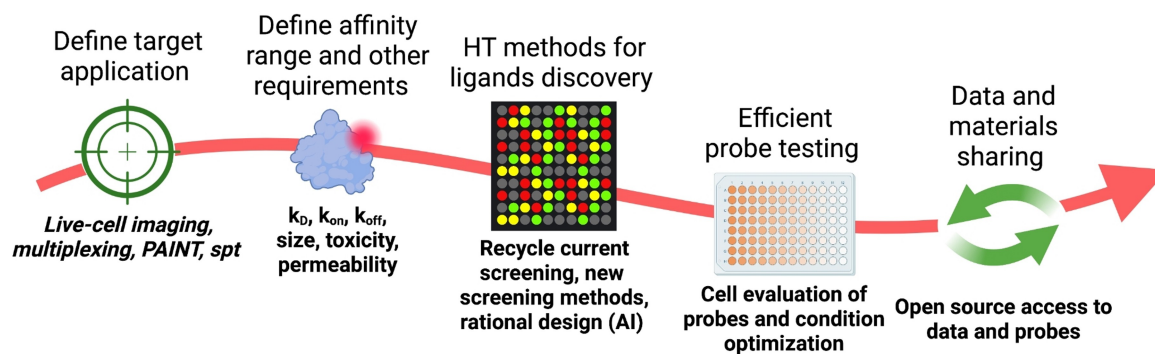 Define target
application
Live-cell imaging,
multiplexing, PAINT, spt
Define affinity
range and other
requirements
kD, kon, koff,
size, toxicity,
permeability
HT methods for
ligands discovery
Recycle current
screening, new
screening methods,
rational design (AI)
Efficient
probe testing
Cell evaluation of
probes and condition
optimization
Data and
materials
sharing
Open source access to
data and probes